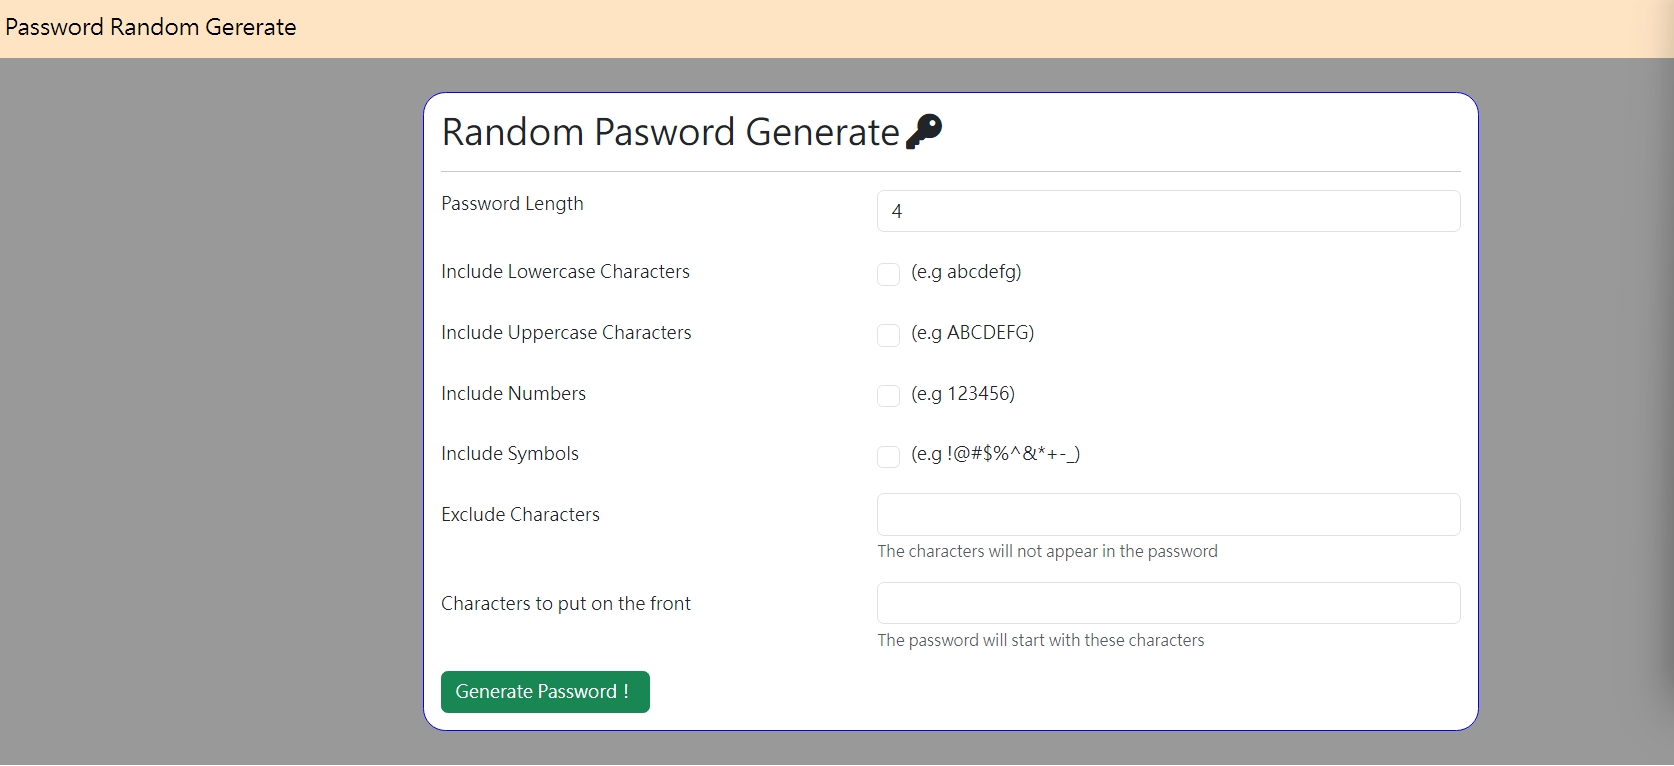 Password Random Gererate
Random Pasword Generate
Password Length
4
Include Lowercase Characters
(e.g abcdefg)
Include Uppercase Characters
(e.g ABCDEFG)
Include Numbers
(e.g 123456)
Include Symbols
(e.g !@#$%^&*+-_)
Exclude Characters
The characters will not appear in the password
Characters to put on the front
The password will start with these characters
Generate Password !